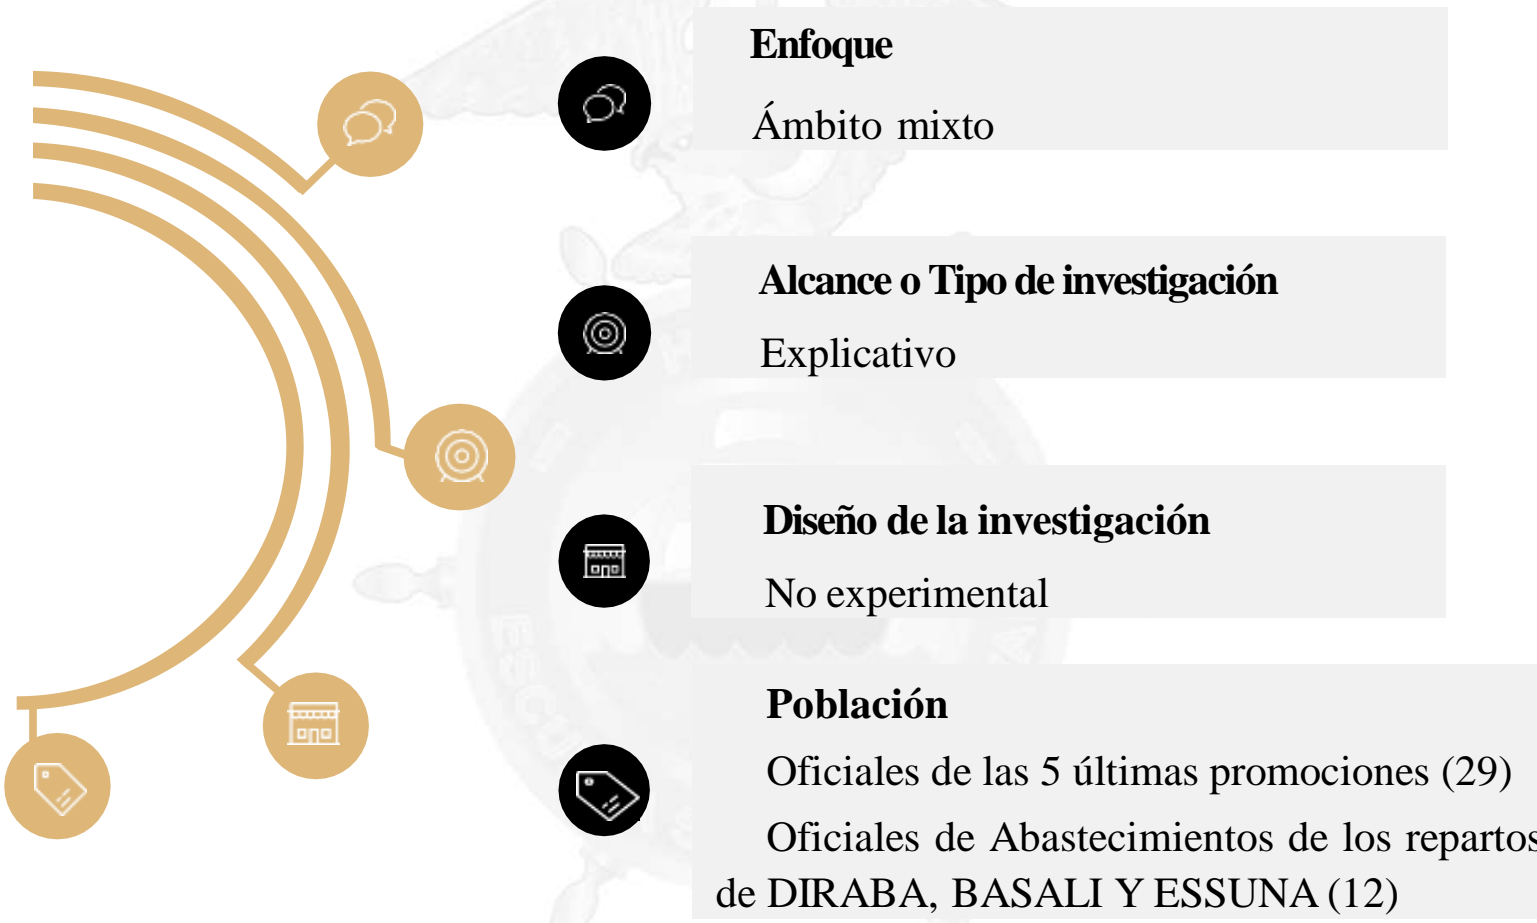 Enfoque
Ámbito mixto
Alcance o Tipo de investigación
Explicativo
Diseño de la investigación
No experimental
Población
Oficiales de las 5 últimas promociones (29)
Oficiales de Abastecimientos de los repartos
de DIRABA, BASALI Y ESSUNA (12)